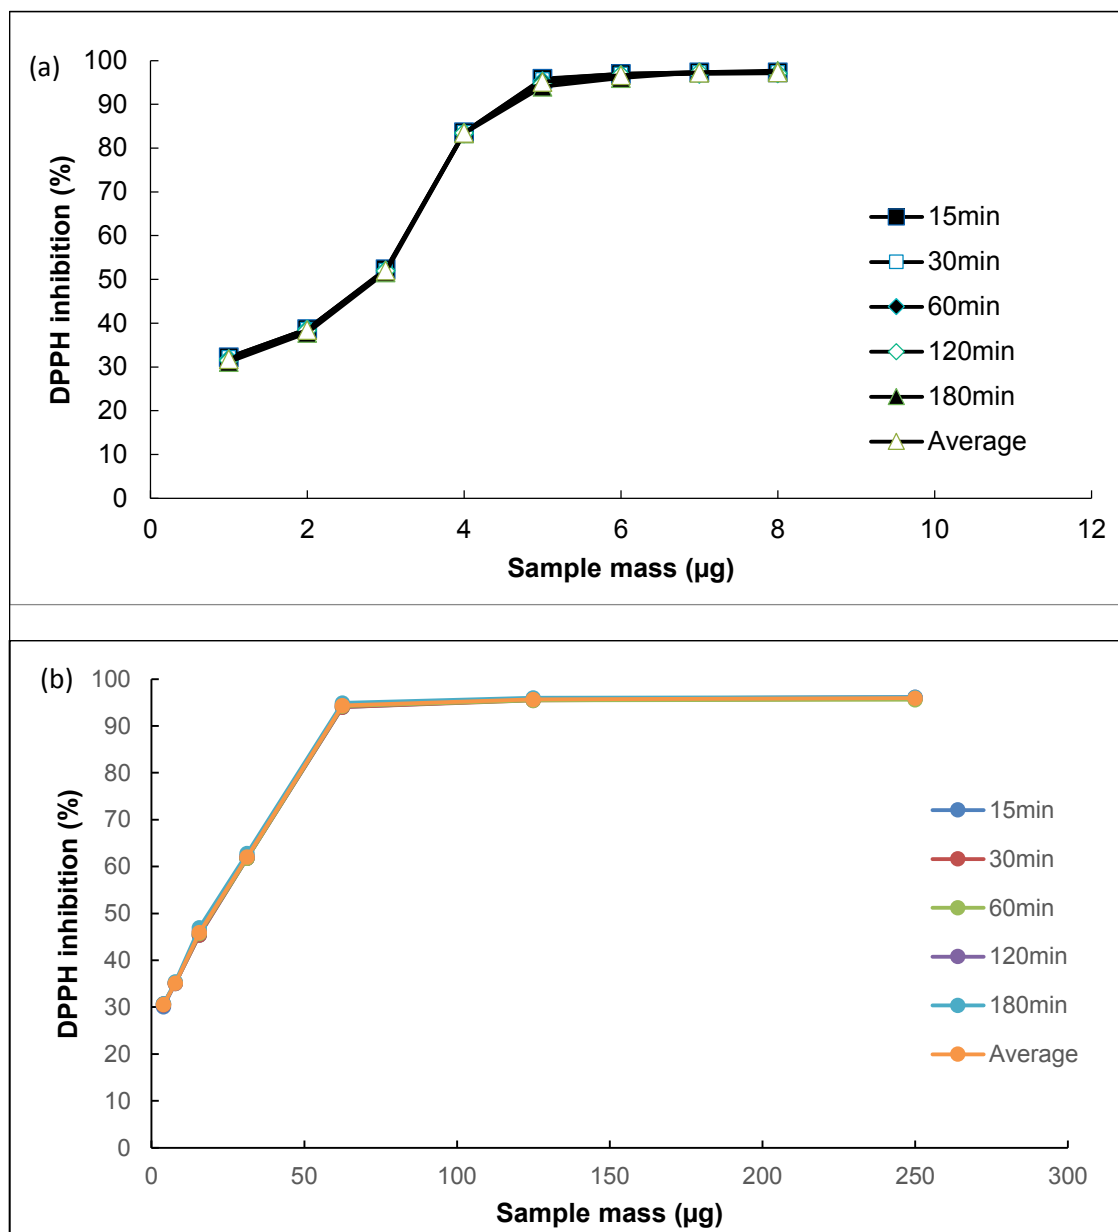 (a)
100
90
80
70
60
50
40
30
20
10
0
DPPH inhibition (%)
0 2 4 6 8 10 12
Sample mass (µg)
15min
30min
60min
120min
180min
Average
(b)
100
90
80
70
60
50
40
30
20
10
0
DPPH inhibition (%)
0 50 100 150 200 250 300
Sample mass (µg)
15min
30min
60min
120min
180min
Average